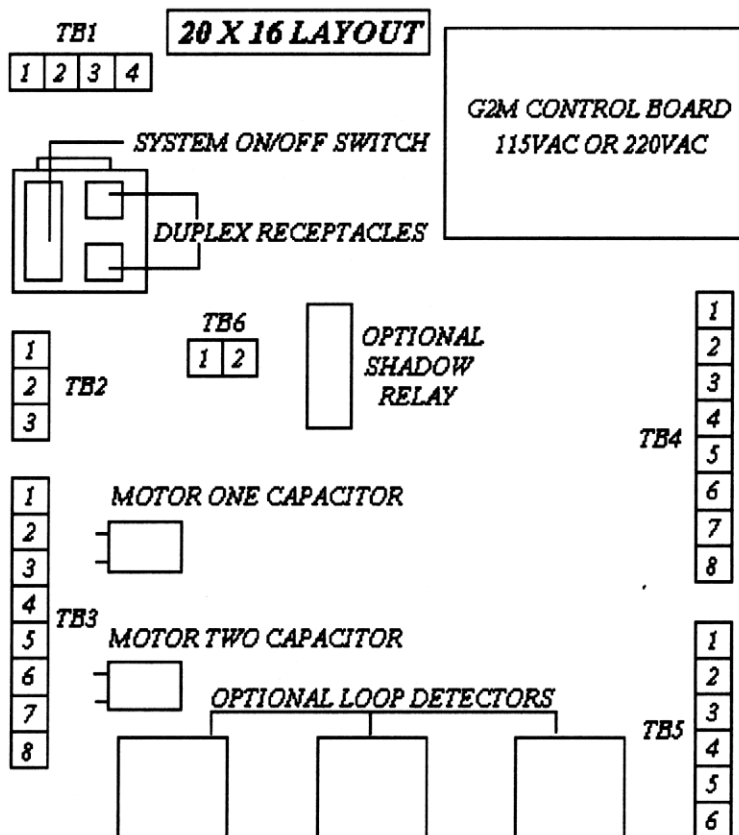 TB1
20 X 16 LAYOUT
1 2 3 4
G2M CONTROL BOARD
115VAC OR 220VAC
SYSTEM ON/OFF SWITCH
DUPLEX RECEPTACLES
TB6
1 2
OPTIONAL
SHADOW
RELAY
1
2
3
TB2
1
2
3
4
5
6
7
8
TB4
1
2
3
4
5
6
7
8
TB3
MOTOR ONE CAPACITOR
MOTOR TWO CAPACITOR
OPTIONAL LOOP DETECTORS
TB5
1
2
3
4
5
6